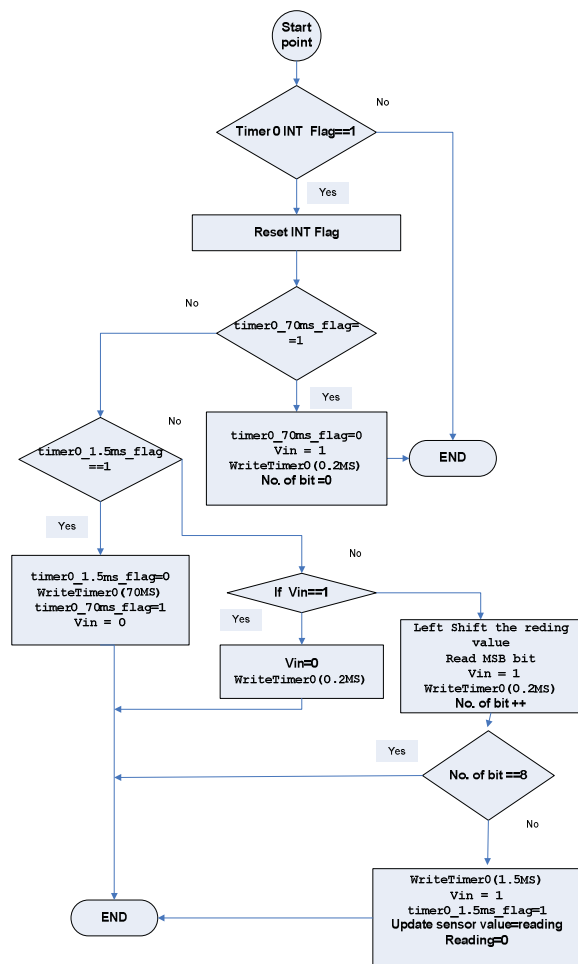 Start
point
No
Timer 0 INT Flag==1
Yes
Reset INT Flag
No
timer0_70ms_flag=
=1
Yes
timer0_70ms_flag=0
Vin = 1
WriteTimer0(0.2MS)
No. of bit =0
END
No
timer0_1.5ms_flag
==1
Yes
timer0_1.5ms_flag=0
WriteTimer0(70MS)
timer0_70ms_flag=1
Vin = 0
No
If Vin==1
Yes
Vin=0
WriteTimer0(0.2MS)
Left Shift the reding
value
Read MSB bit
Vin = 1
WriteTimer0(0.2MS)
No. of bit ++
Yes
No. of bit ==8
No
WriteTimer0(1.5MS)
Vin = 1
timer0_1.5ms_flag=1
Update sensor value=reading
Reading=0
END